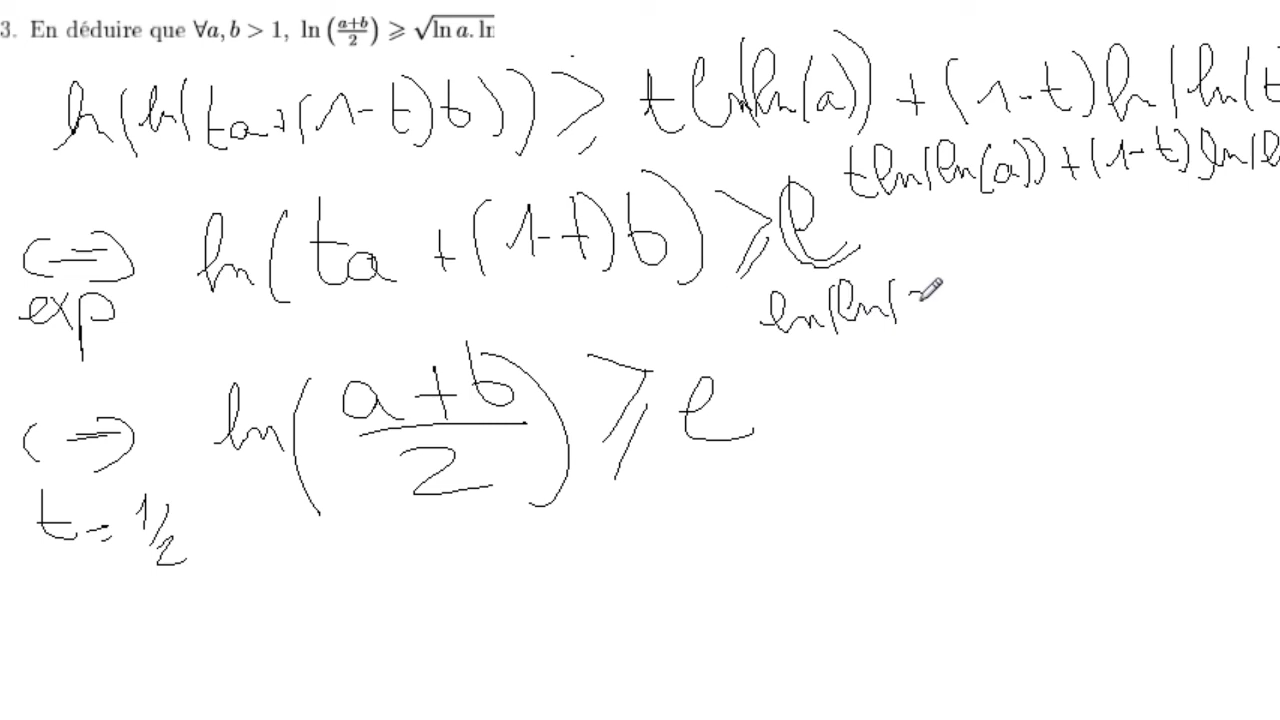 3. En déduire que ∀a, b > 1, ln (a+b/2) ⩾ √ln a. ln
ln(ln(ta+(1-t)b)) ⩾ t ln(ln(a)) + (1-t) ln(ln(t
t ln(ln(a)) + (1-t) ln(
⟺ ln(ta + (1-t)b) ⩾ e
exp
ln(ln(
⟺ ln(a+b/2) ⩾ e
t = 1/2